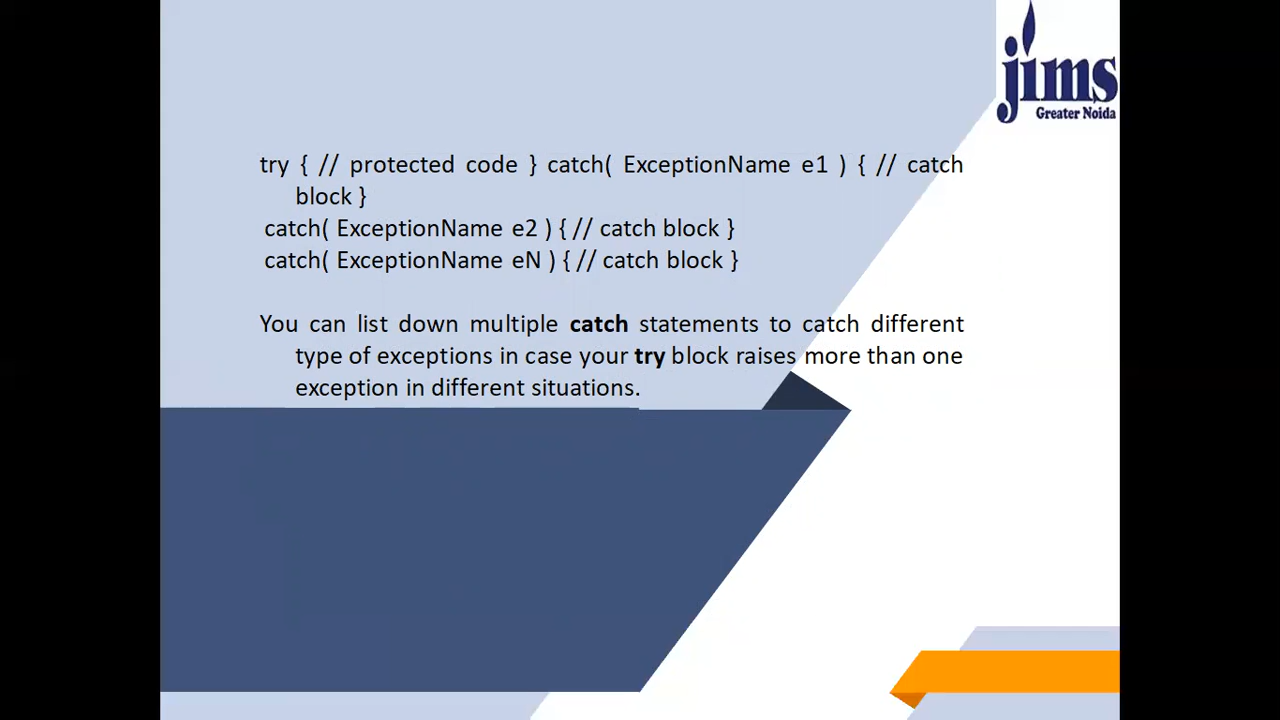 jims
Greater Noida
try { // protected code } catch( ExceptionName e1 ) { // catch
block }
catch( ExceptionName e2 ) { // catch block }
catch( ExceptionName eN ) { // catch block }
You can list down multiple catch statements to catch different
type of exceptions in case your try block raises more than one
exception in different situations.